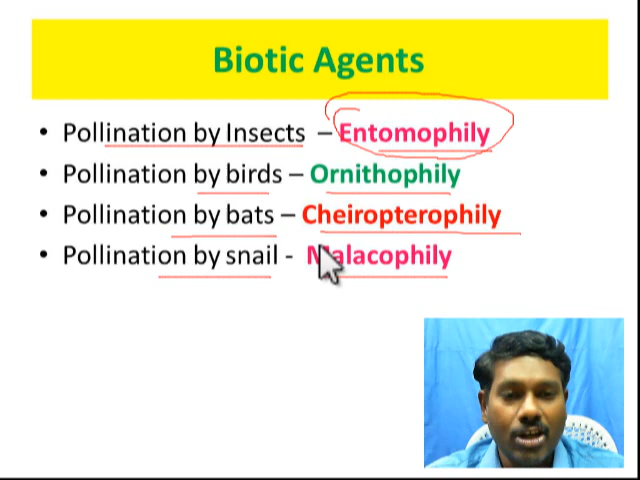 Biotic Agents
• Pollination by Insects – Entomophily
• Pollination by birds – Ornithophily
• Pollination by bats – Cheiropterophily
• Pollination by snail - Malacophily